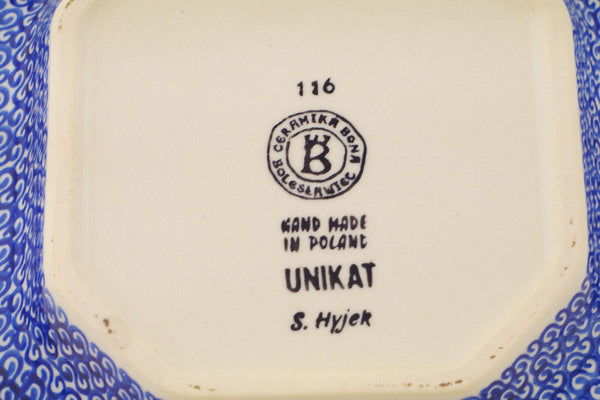 116
CERAMIKA BONA
B
BOLESŁAWIEC
HAND MADE
IN POLAND
UNIKAT
S. Hyjek